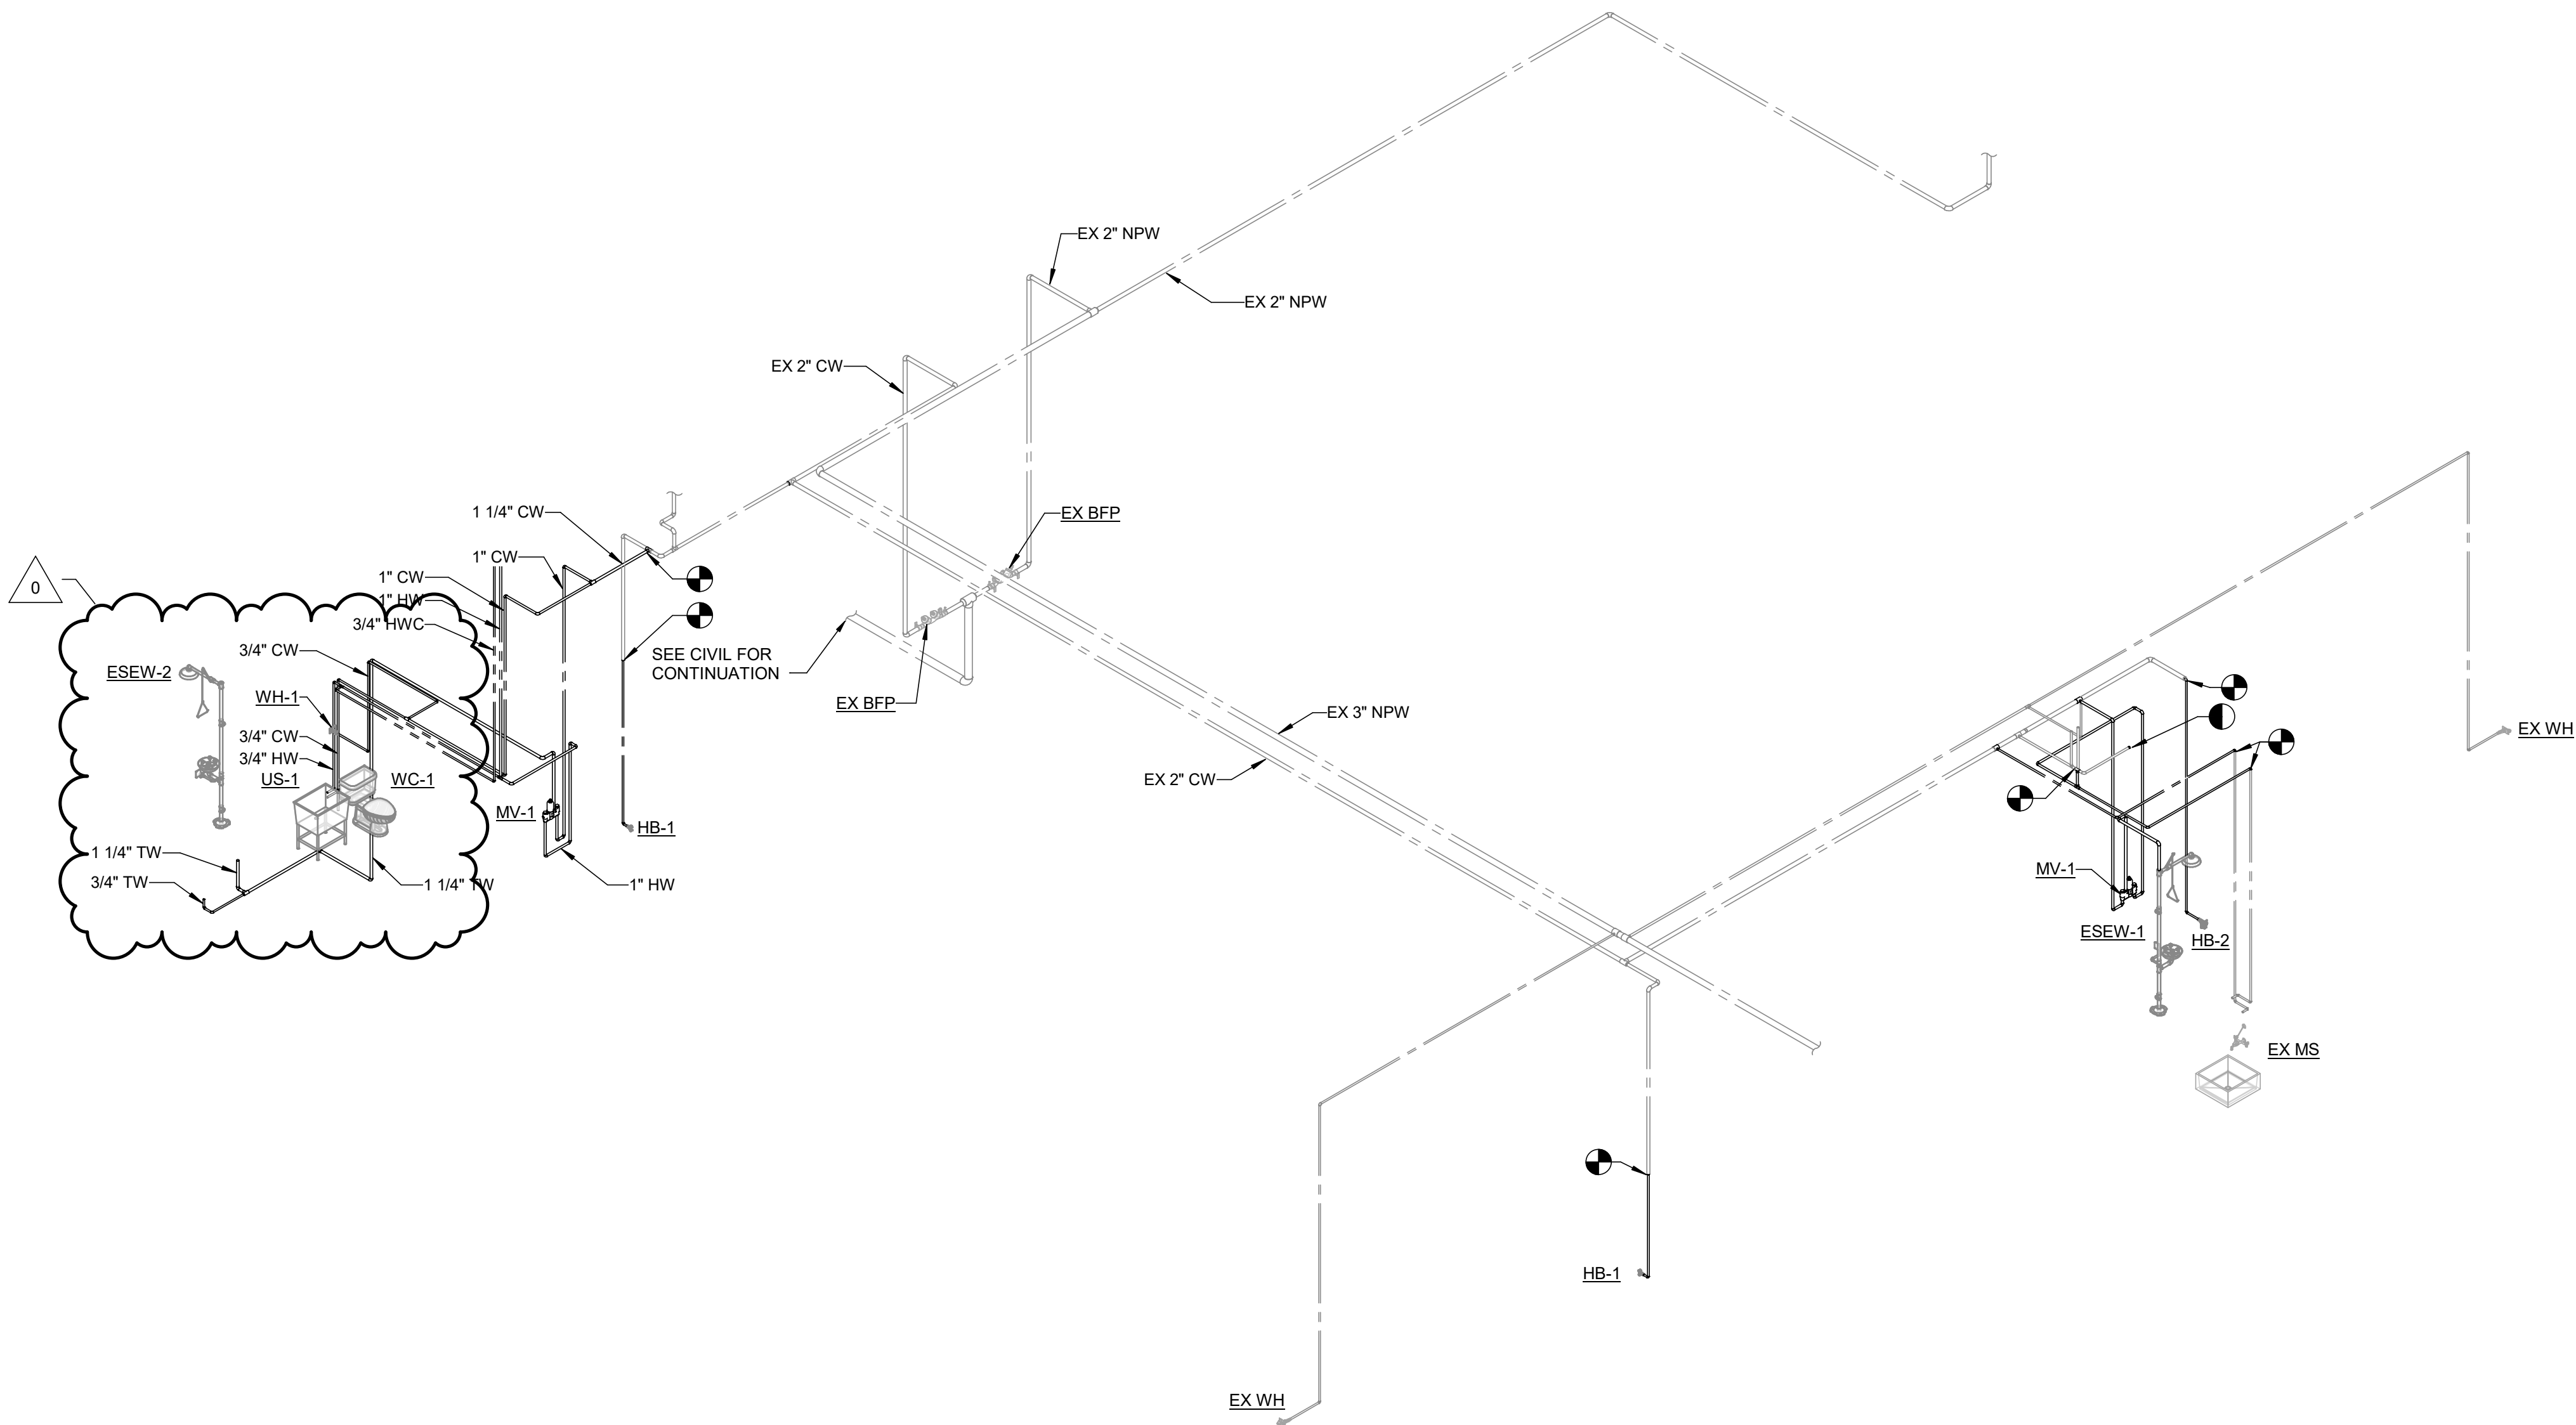 EX 2" NPW
EX 2" NPW
EX 2" CW
1 1/4" CW
EX BFP
1" CW
1" CW
0
1" HW
3/4" HWC
3/4" CW
SEE CIVIL FOR
CONTINUATION
ESEW-2
WH-1
EX BFP
EX 3" NPW
EX WH
3/4" CW
3/4" HW
US-1
WC-1
EX 2" CW
MV-1
HB-1
1 1/4" TW
3/4" TW
1 1/4" TW
1" HW
MV-1
ESEW-1
HB-2
EX MS
HB-1
EX WH